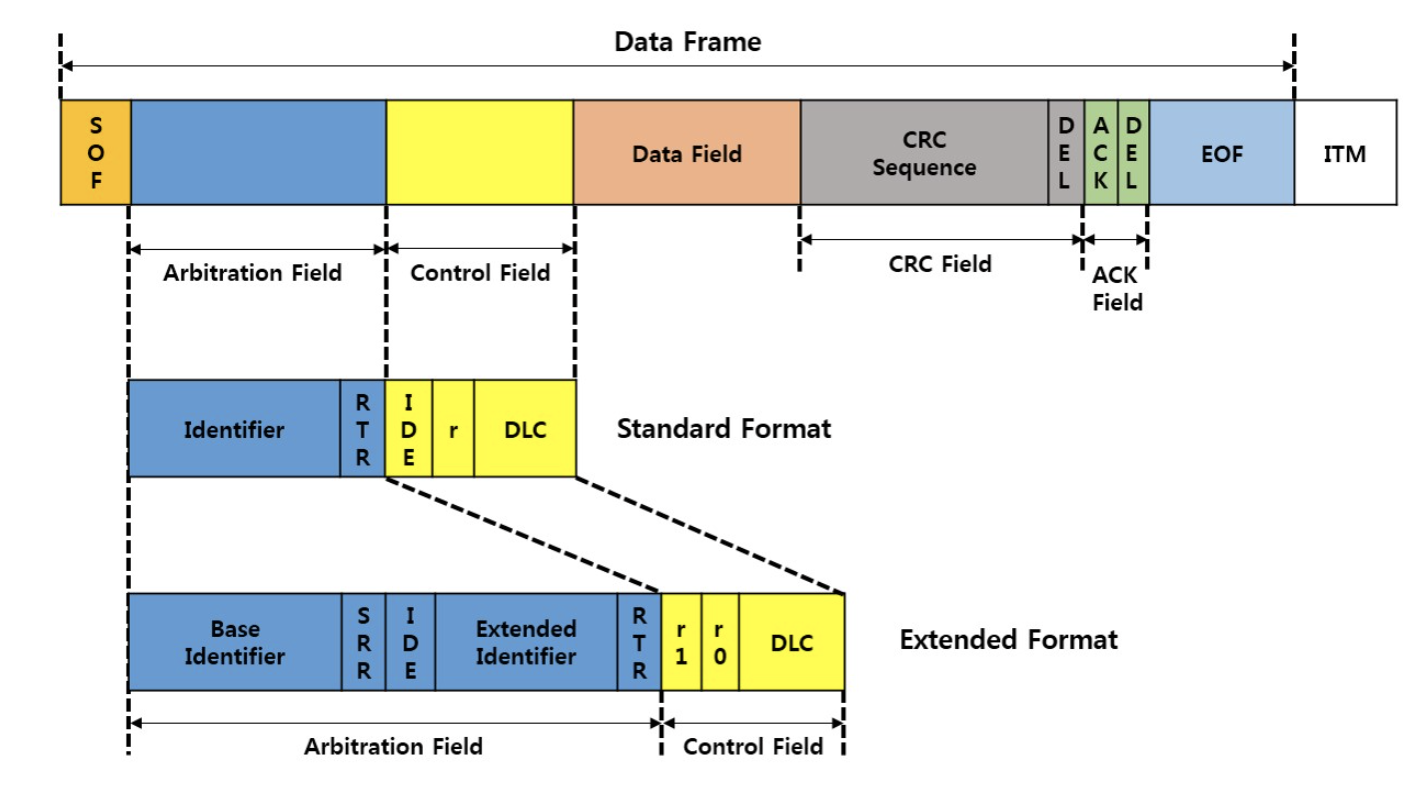 Data Frame
SOF
Data Field
CRC
Sequence
DEL
ACK
DEL
EOF
ITM
Arbitration Field
Control Field
CRC Field
ACK
Field
Identifier
RTR
IDE
r
DLC
Standard Format
Base
Identifier
SRR
IDE
Extended
Identifier
RTR
r1
r0
DLC
Extended Format
Arbitration Field
Control Field